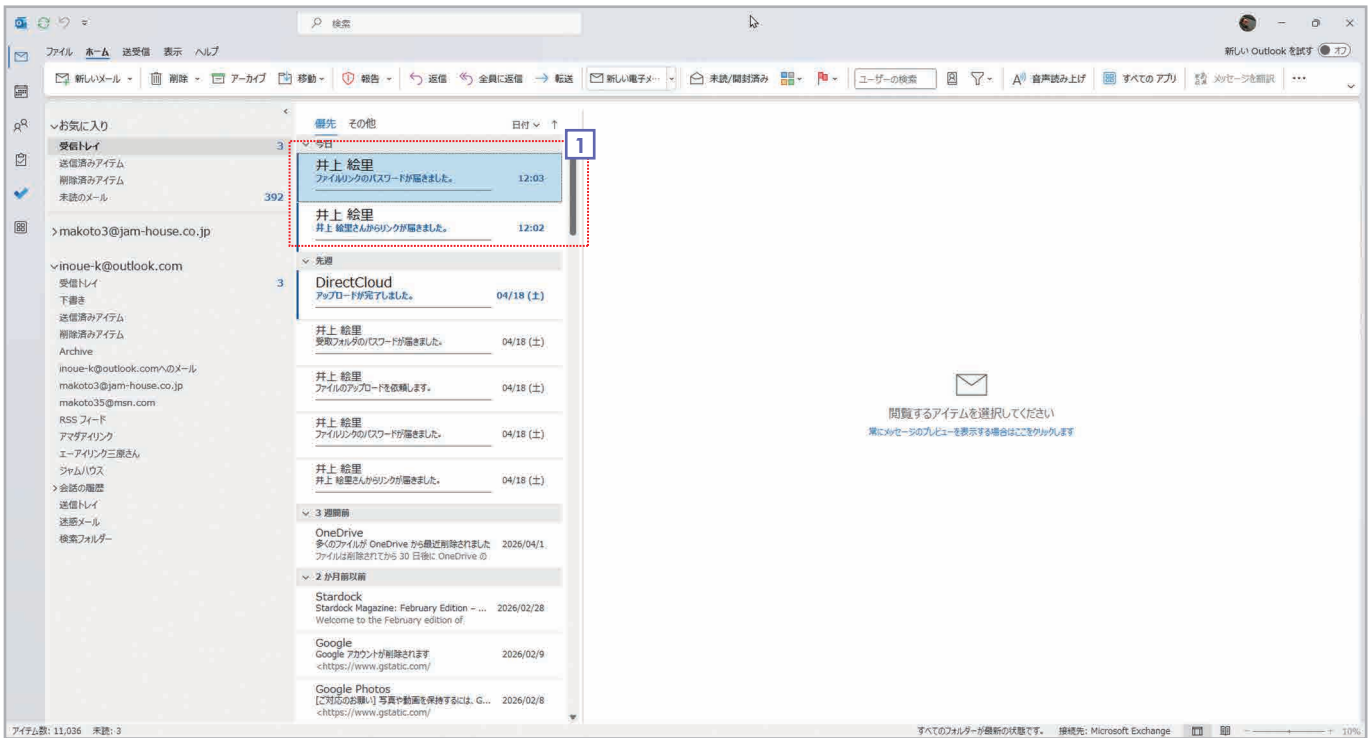 検索
ファイル ホーム 送受信 表示 ヘルプ
新しい Outlook を試す オフ
新しいメール 削除 アーカイブ 移動 報告 返信 全員に返信 転送 新しい電子メ… 未読/開封済み ユーザーの検索 音声読み上げ すべてのアプリ メッセージを翻訳 …
お気に入り
受信トレイ 3
送信済みアイテム
削除済みアイテム
未読のメール 392
makoto3@jam-house.co.jp
inoue-k@outlook.com
受信トレイ 3
下書き
送信済みアイテム
削除済みアイテム
Archive
inoue-k@outlook.comへのメール
makoto3@jam-house.co.jp
makoto35@msn.com
RSS フィード
アマダアイリンク
エーアイリンク三原さん
ジャムハウス
会話の履歴
送信トレイ
迷惑メール
検索フォルダー
優先 その他 日付 ↑
今日
1
井上 絵里
ファイルリンクのパスワードが届きました。 12:03
井上 絵里
井上 絵里さんからリンクが届きました。 12:02
先週
DirectCloud
アップロードが完了しました。 04/18 (土)
井上 絵里
受取フォルダのパスワードが届きました。 04/18 (土)
井上 絵里
ファイルのアップロードを依頼します。 04/18 (土)
井上 絵里
ファイルリンクのパスワードが届きました。 04/18 (土)
井上 絵里
井上 絵里さんからリンクが届きました。 04/18 (土)
3 週間前
OneDrive
多くのファイルが OneDrive から最近削除されました 2026/04/1
ファイルは削除されてから 30 日後に OneDrive の
2 か月前以前
Stardock
Stardock Magazine: February Edition – ... 2026/02/28
Welcome to the February edition of
Google
Google アカウントが削除されます 2026/02/9
<https://www.gstatic.com/
Google Photos
[ご対応のお願い] 写真や動画を保持するには、G... 2026/02/8
<https://www.gstatic.com/
閲覧するアイテムを選択してください
常にメッセージのプレビューを表示する場合はここをクリックします
アイテム数: 11,036 未読: 3
すべてのフォルダーが最新の状態です。 接続先: Microsoft Exchange 10%